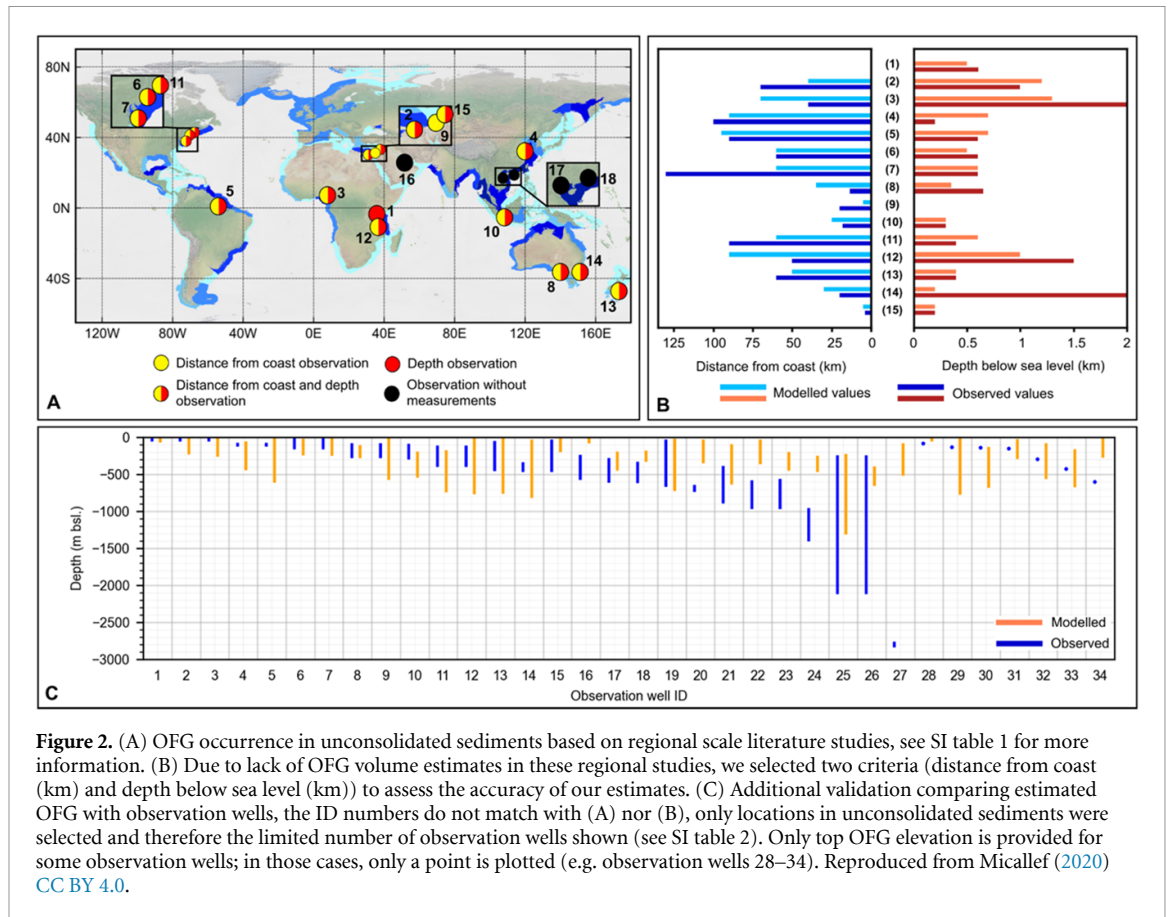 80N
40N
0N
40S
120W 80W 40W 0E 40E 80E 120E 160E
6 11
7
5
3
2 15
9
16
1
12
4
17 18
10
14
8
13
Distance from coast observation
Depth observation
Distance from coast and depth
observation
Observation without
measurements
A
(1)
(2)
(3)
(4)
(5)
(6)
(7)
(8)
(9)
(10)
(11)
(12)
(13)
(14)
(15)
125 100 75 50 25 0
0 0.5 1 1.5 2
Distance from coast (km)
Depth below sea level (km)
Modelled values
Observed values
B
0
−500
−1000
−1500
−2000
−2500
−3000
Depth (m bsl.)
Modelled
Observed
1 2 3 4 5 6 7 8 9 10 11 12 13 14 15 16 17 18 19 20 21 22 23 24 25 26 27 28 29 30 31 32 33 34
Observation well ID
C
Figure 2. (A) OFG occurrence in unconsolidated sediments based on regional scale literature studies, see SI table 1 for more
information. (B) Due to lack of OFG volume estimates in these regional studies, we selected two criteria (distance from coast
(km) and depth below sea level (km)) to assess the accuracy of our estimates. (C) Additional validation comparing estimated
OFG with observation wells, the ID numbers do not match with (A) nor (B), only locations in unconsolidated sediments were
selected and therefore the limited number of observation wells shown (see SI table 2). Only top OFG elevation is provided for
some observation wells; in those cases, only a point is plotted (e.g. observation wells 28–34). Reproduced from Micallef (2020)
CC BY 4.0.